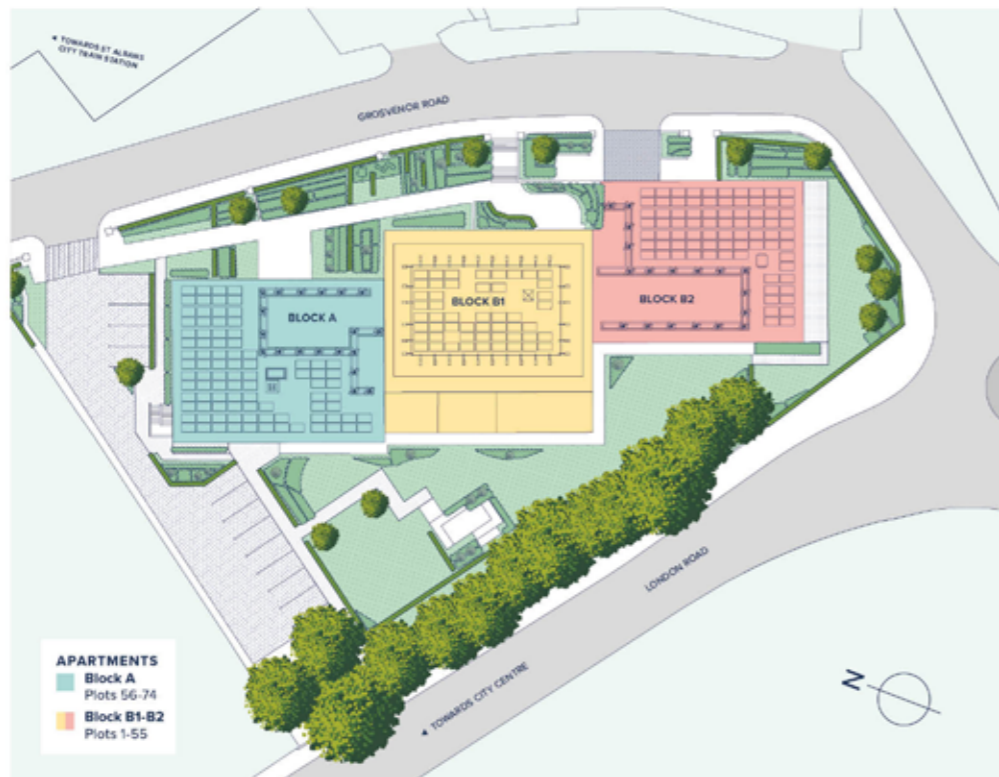 ◄ TOWARDS ST ALBANS
CITY TRAIN STATION
GROSVENOR ROAD
BLOCK A
BLOCK B1
BLOCK B2
LONDON ROAD
◄ TOWARDS CITY CENTRE
N
APARTMENTS
Block A
Plots 56-74
Block B1-B2
Plots 1-55